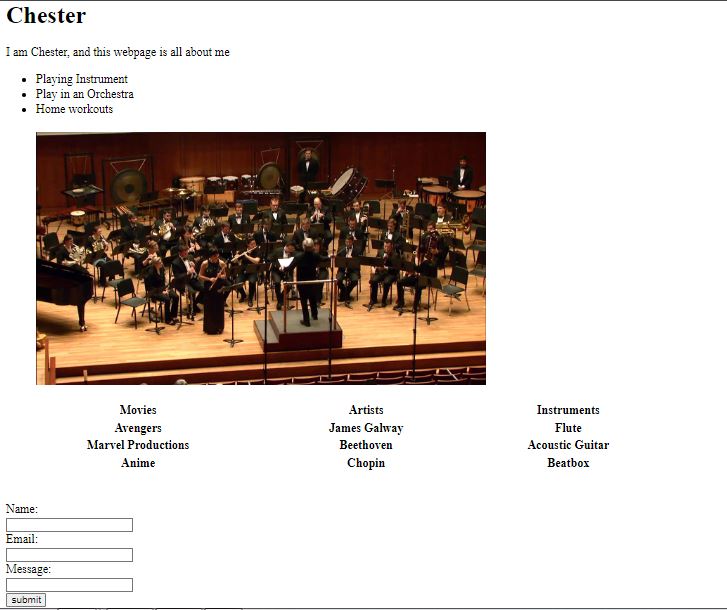 Chester
I am Chester, and this webpage is all about me
Playing Instrument
Play in an Orchestra
Home workouts
Movies Artists Instruments
Avengers James Galway Flute
Marvel Productions Beethoven Acoustic Guitar
Anime Chopin Beatbox
Name:
Email:
Message:
submit